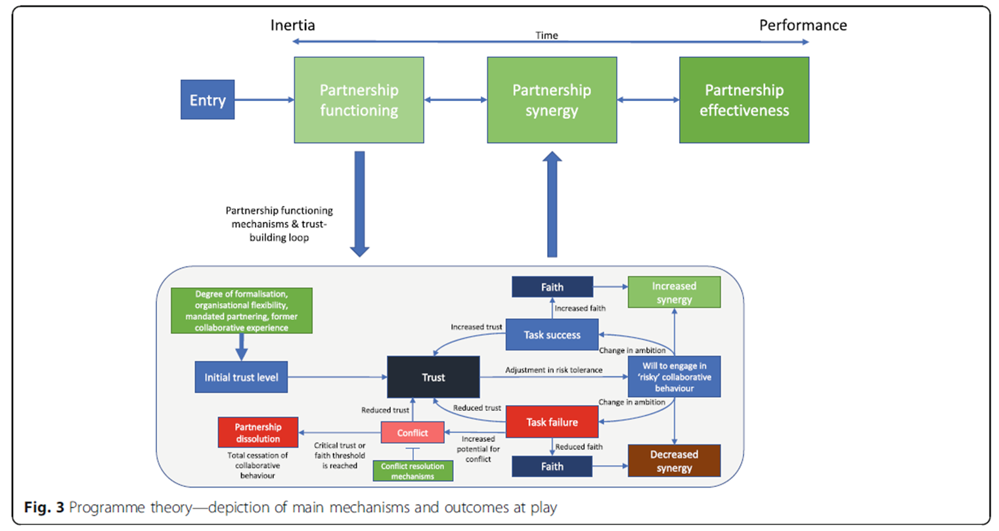 Inertia
Performance
Time
Entry
Partnership
functioning
Partnership
synergy
Partnership
effectiveness
Partnership functioning
mechanisms & trust-
building loop
Degree of formalisation,
organisational flexibility,
mandated partnering, former
collaborative experience
Faith
Increased
synergy
Increased faith
Increased trust
Task success
Change in ambition
Initial trust level
Trust
Adjustment in risk tolerance
Will to engage in
'risky' collaborative
behaviour
Change in ambition
Reduced trust
Reduced trust
Task failure
Partnership
dissolution
Conflict
Total cessation of
collaborative
behaviour
Critical trust or
faith threshold
is reached
Increased
potential for
conflict
Reduced faith
Conflict resolution
mechanisms
Faith
Decreased
synergy
Fig. 3 Programme theory—depiction of main mechanisms and outcomes at play